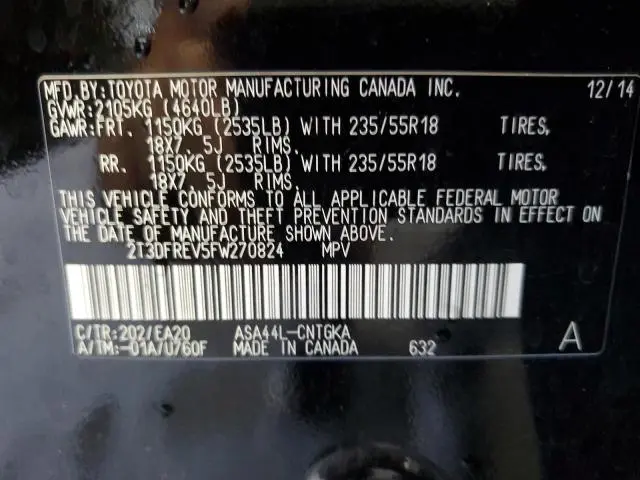 MFD.BY:TOYOTA MOTOR MANUFACTURING CANADA INC. 12/14
GVWR:2105KG (4640LB)
GAWR:FRT. 1150KG (2535LB) WITH 235/55R18 TIRES,
18X7. 5J RIMS,
RR. 1150KG (2535LB) WITH 235/55R18 TIRES,
18X7. 5J RIMS,
THIS VEHICLE CONFORMS TO ALL APPLICABLE FEDERAL MOTOR
VEHICLE SAFETY AND THEFT PREVENTION STANDARDS IN EFFECT ON
THE DATE OF MANUFACTURE SHOWN ABOVE.
2T3DFREV5FW270824 MPV
C/TR:202/EA20 ASA44L-CNTGKA
A/TM:-01A/U760F MADE IN CANADA 632 A